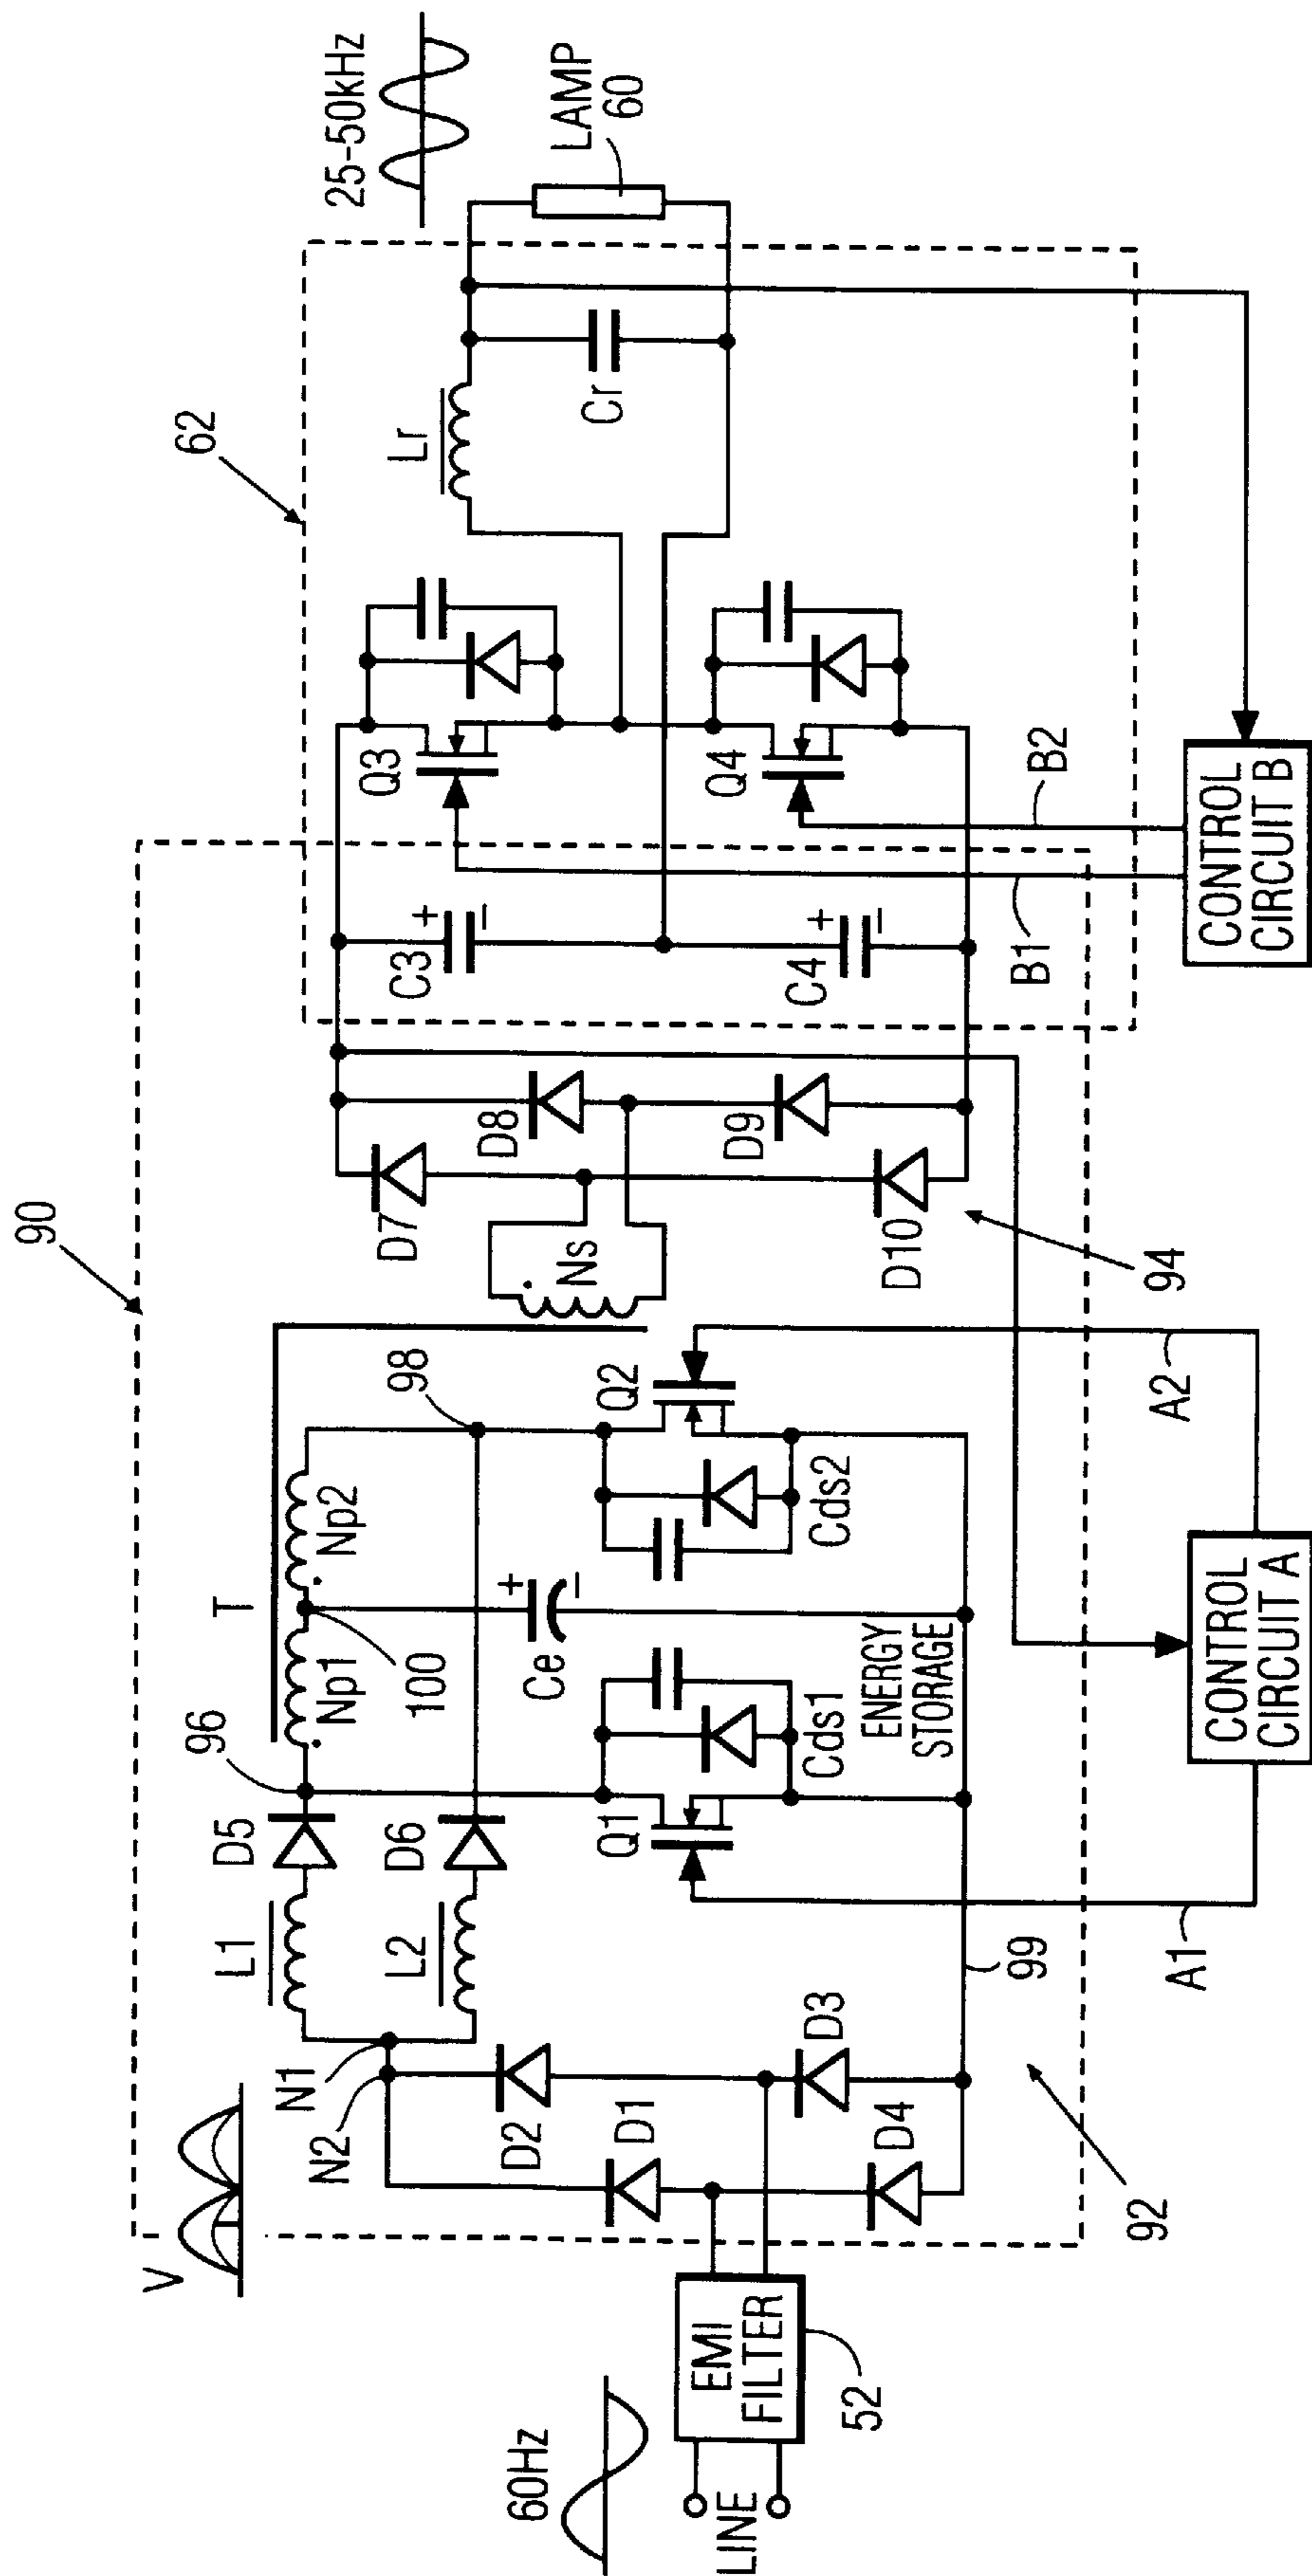 90
62
V
60Hz
25-50kHz
LINE
EMI
FILTER
52
N1
N2
D2
D1
D3
D4
92
L1
L2
D5
D6
96
T
Np1
100
Np2
98
Ce
+
–
Q1
Cds1
ENERGY
STORAGE
99
Q2
Cds2
Ns
D7
D8
D9
D10
94
C3
+
–
C4
+
–
Q3
Q4
Lr
Cr
LAMP
60
A1
A2
B1
B2
CONTROL
CIRCUIT A
CONTROL
CIRCUIT B